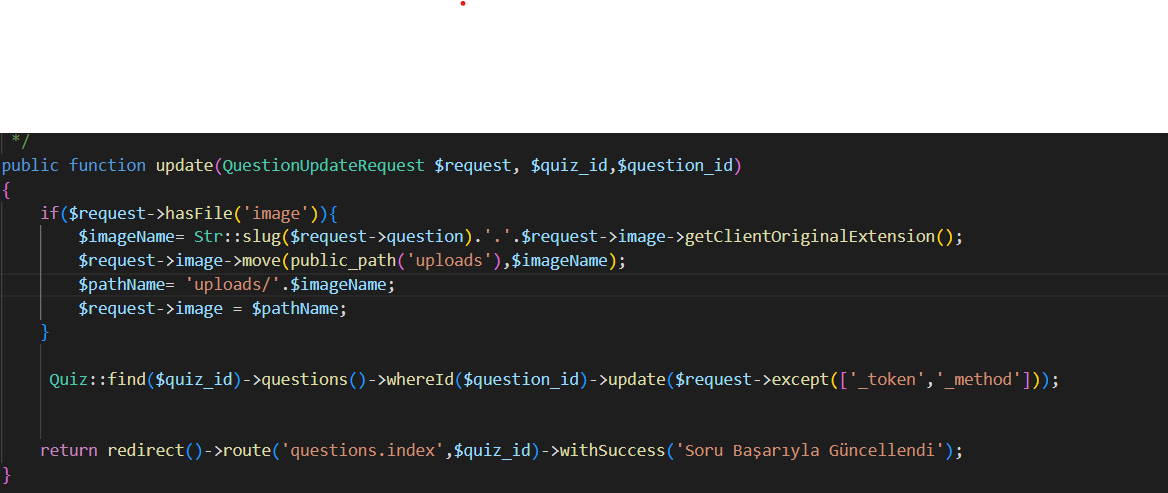 */
public function update(QuestionUpdateRequest $request, $quiz_id,$question_id)
{
if($request->hasFile('image')){
$imageName= Str::slug($request->question).'.'.$request->image->getClientOriginalExtension();
$request->image->move(public_path('uploads'),$imageName);
$pathName= 'uploads/'.$imageName;
$request->image = $pathName;
}
Quiz::find($quiz_id)->questions()->whereId($question_id)->update($request->except(['_token','_method']));
return redirect()->route('questions.index',$quiz_id)->withSuccess('Soru Başarıyla Güncellendi');
}